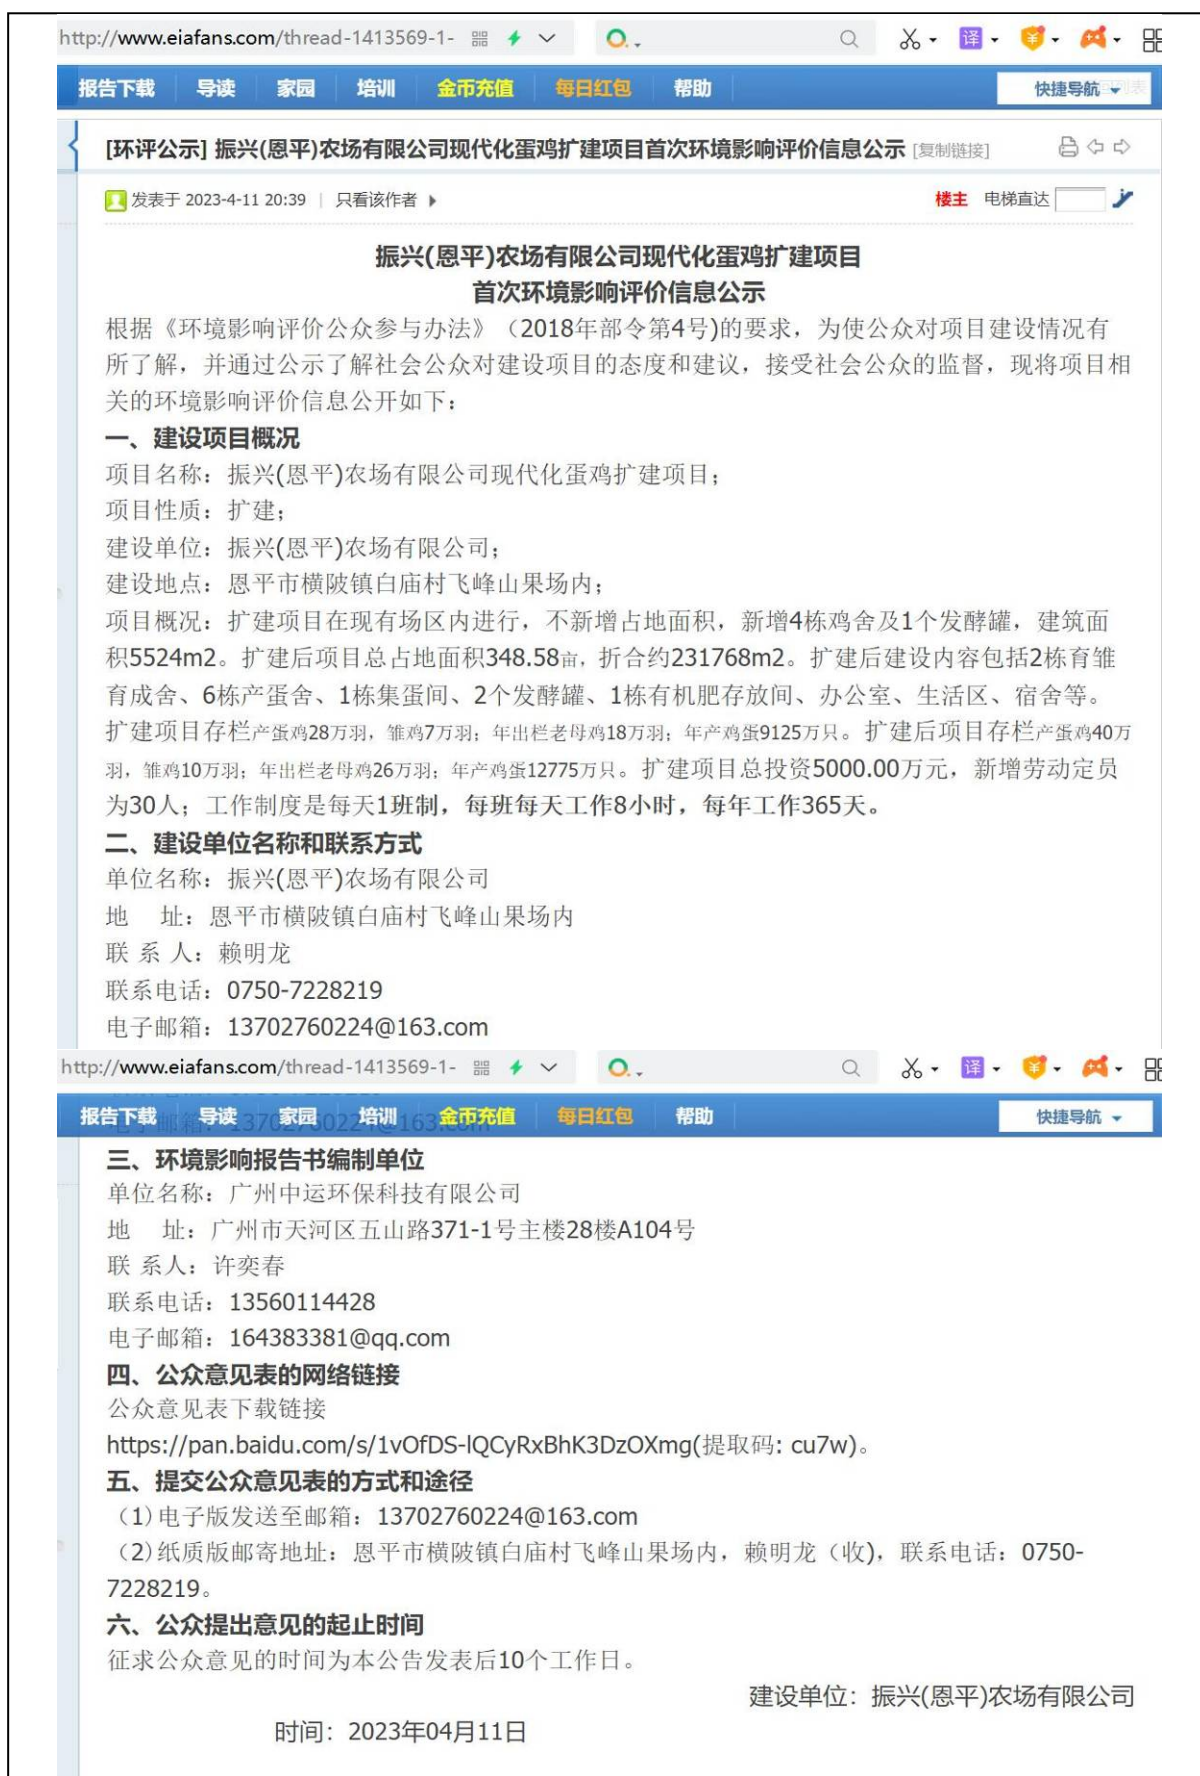 http://www.eiafans.com/thread-1413569-1-
译
报告下载 导读 家园 培训 金币充值 每日红包 帮助 快捷导航
[环评公示] 振兴(恩平)农场有限公司现代化蛋鸡扩建项目首次环境影响评价信息公示 [复制链接]
发表于 2023-4-11 20:39 | 只看该作者 楼主 电梯直达
振兴(恩平)农场有限公司现代化蛋鸡扩建项目
首次环境影响评价信息公示
根据《环境影响评价公众参与办法》（2018年部令第4号)的要求，为使公众对项目建设情况有
所了解，并通过公示了解社会公众对建设项目的态度和建议，接受社会公众的监督，现将项目相
关的环境影响评价信息公开如下：
一、建设项目概况
项目名称：振兴(恩平)农场有限公司现代化蛋鸡扩建项目；
项目性质：扩建；
建设单位：振兴(恩平)农场有限公司；
建设地点：恩平市横陂镇白庙村飞峰山果场内；
项目概况：扩建项目在现有场区内进行，不新增占地面积，新增4栋鸡舍及1个发酵罐，建筑面
积5524m2。扩建后项目总占地面积348.58亩，折合约231768m2。扩建后建设内容包括2栋育雏
育成舍、6栋产蛋舍、1栋集蛋间、2个发酵罐、1栋有机肥存放间、办公室、生活区、宿舍等。
扩建项目存栏产蛋鸡28万羽，雏鸡7万羽；年出栏老母鸡18万羽；年产鸡蛋9125万只。扩建后项目存栏产蛋鸡40万
羽，雏鸡10万羽；年出栏老母鸡26万羽；年产鸡蛋12775万只。扩建项目总投资5000.00万元，新增劳动定员
为30人；工作制度是每天1班制，每班每天工作8小时，每年工作365天。
二、建设单位名称和联系方式
单位名称：振兴(恩平)农场有限公司
地 址：恩平市横陂镇白庙村飞峰山果场内
联 系 人：赖明龙
联系电话：0750-7228219
电子邮箱：13702760224@163.com
http://www.eiafans.com/thread-1413569-1-
译
报告下载 导读 家园 培训 金币充值 每日红包 帮助 快捷导航
三、环境影响报告书编制单位
单位名称：广州中运环保科技有限公司
地 址：广州市天河区五山路371-1号主楼28楼A104号
联 系人：许奕春
联系电话：13560114428
电子邮箱：164383381@qq.com
四、公众意见表的网络链接
公众意见表下载链接
https://pan.baidu.com/s/1vOfDS-lQCyRxBhK3DzOXmg(提取码: cu7w)。
五、提交公众意见表的方式和途径
（1）电子版发送至邮箱：13702760224@163.com
（2）纸质版邮寄地址：恩平市横陂镇白庙村飞峰山果场内，赖明龙（收)，联系电话：0750-
7228219。
六、公众提出意见的起止时间
征求公众意见的时间为本公告发表后10个工作日。
建设单位：振兴(恩平)农场有限公司
时间：2023年04月11日